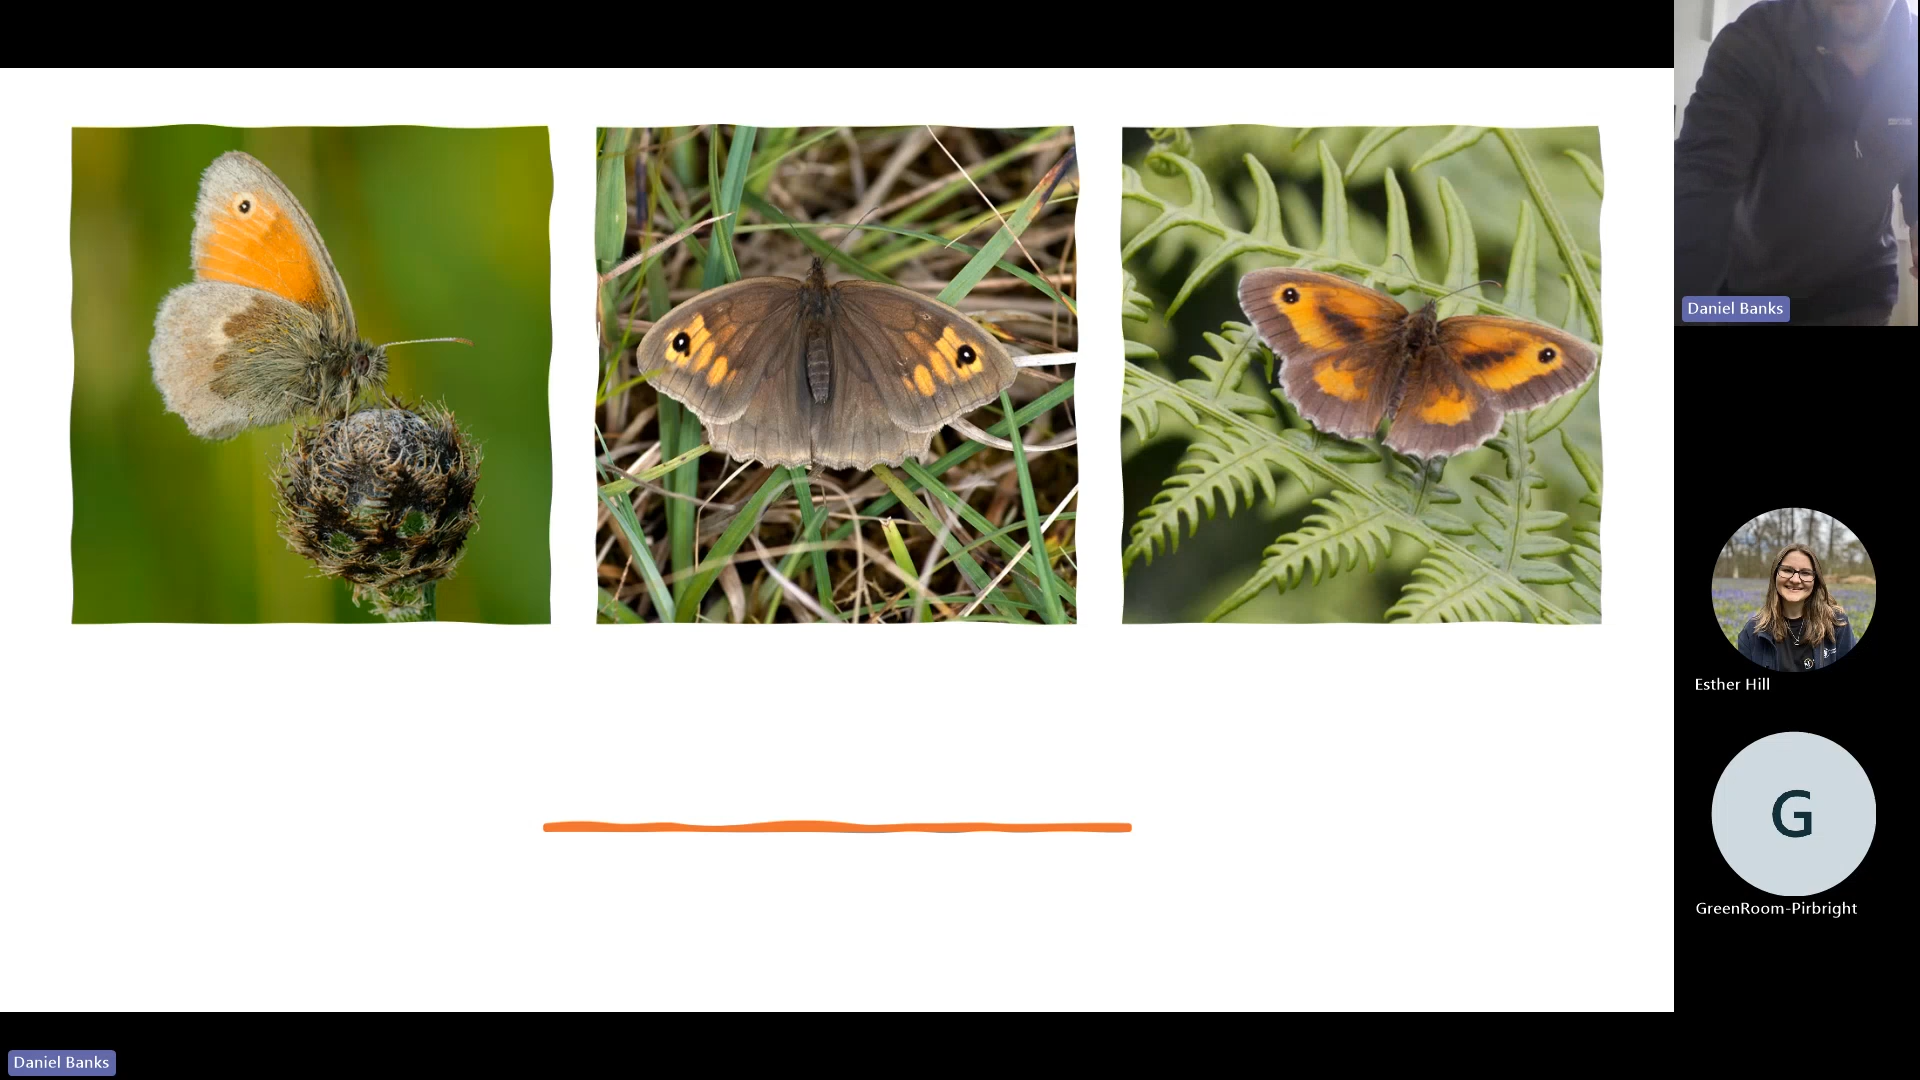 Daniel Banks
Esther Hill
G
GreenRoom-Pirbright
Daniel Banks